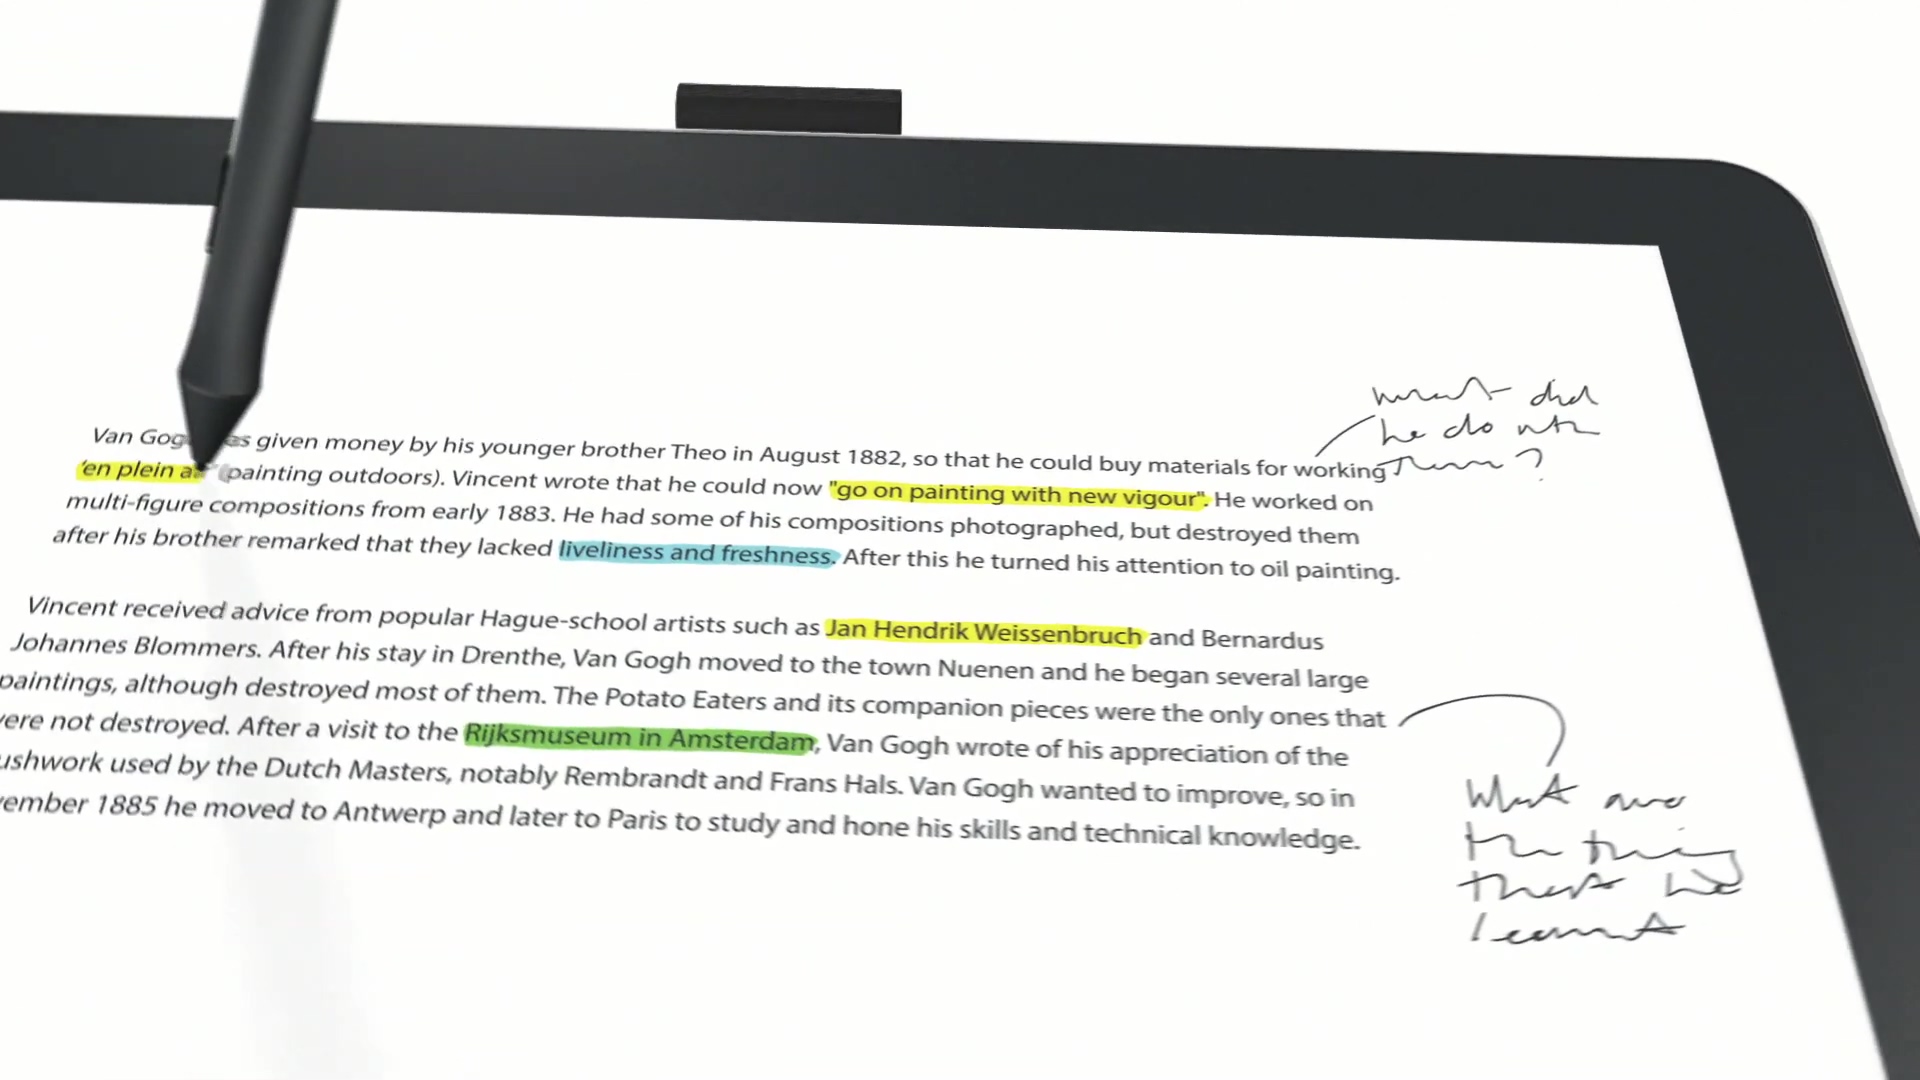 what did
he do with
them?
Van Gog as given money by his younger brother Theo in August 1882, so that he could buy materials for working
'en plein a (painting outdoors). Vincent wrote that he could now "go on painting with new vigour". He worked on
multi-figure compositions from early 1883. He had some of his compositions photographed, but destroyed them
after his brother remarked that they lacked liveliness and freshness. After this he turned his attention to oil painting.
Vincent received advice from popular Hague-school artists such as Jan Hendrik Weissenbruch and Bernardus
Johannes Blommers. After his stay in Drenthe, Van Gogh moved to the town Nuenen and he began several large
paintings, although destroyed most of them. The Potato Eaters and its companion pieces were the only ones that
ere not destroyed. After a visit to the Rijksmuseum in Amsterdam, Van Gogh wrote of his appreciation of the
ushwork used by the Dutch Masters, notably Rembrandt and Frans Hals. Van Gogh wanted to improve, so in
vember 1885 he moved to Antwerp and later to Paris to study and hone his skills and technical knowledge.
What are
the things
that he
learnt